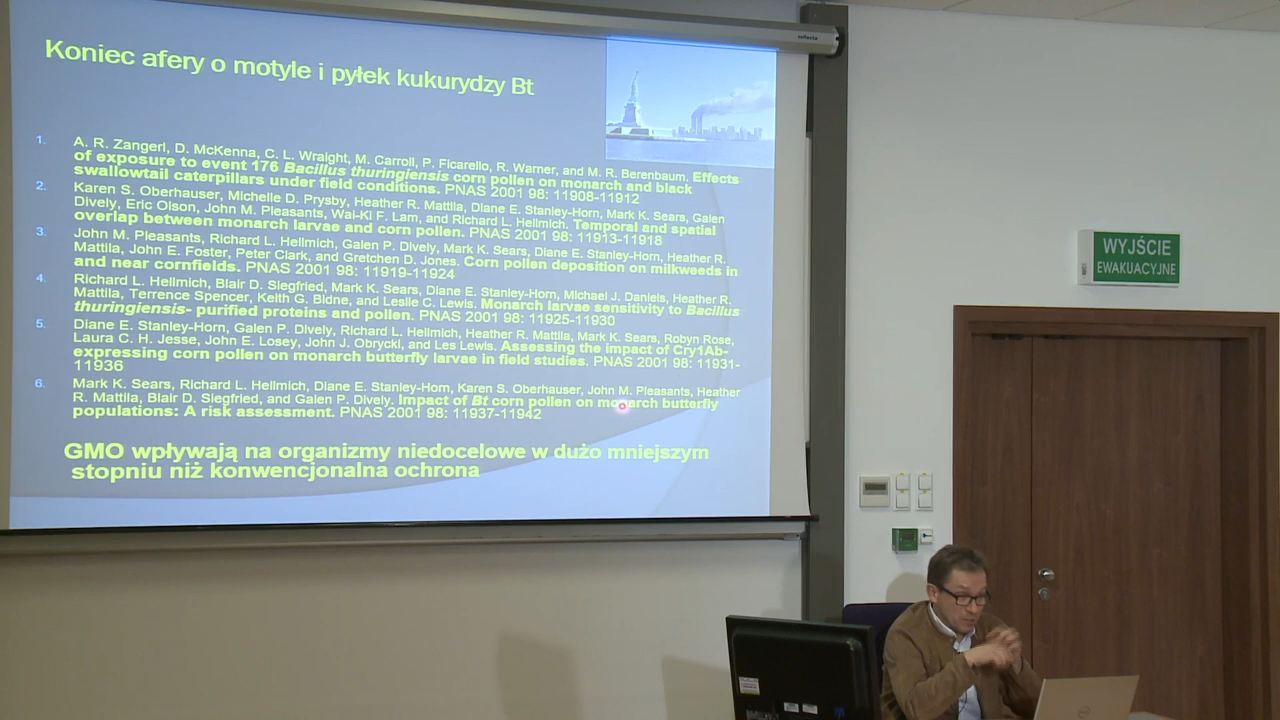 reflecta
Koniec afery o motyle i pyłek kukurydzy Bt
1. A. R. Zangerl, D. McKenna, C. L. Wraight, M. Carroll, P. Ficarello, R. Warner, and M. R. Berenbaum. Effects
of exposure to event 176 Bacillus thuringiensis corn pollen on monarch and black
swallowtail caterpillars under field conditions. PNAS 2001 98: 11908-11912
2. Karen S. Oberhauser, Michelle D. Prysby, Heather R. Mattila, Diane E. Stanley-Horn, Mark K. Sears, Galen
Dively, Eric Olson, John M. Pleasants, Wai-Ki F. Lam, and Richard L. Hellmich. Temporal and spatial
overlap between monarch larvae and corn pollen. PNAS 2001 98: 11913-11918
3. John M. Pleasants, Richard L. Hellmich, Galen P. Dively, Mark K. Sears, Diane E. Stanley-Horn, Heather R.
Mattila, John E. Foster, Peter Clark, and Gretchen D. Jones. Corn pollen deposition on milkweeds in
and near cornfields. PNAS 2001 98: 11919-11924
4. Richard L. Hellmich, Blair D. Siegfried, Mark K. Sears, Diane E. Stanley-Horn, Michael J. Daniels, Heather R.
Mattila, Terrence Spencer, Keith G. Bidne, and Leslie C. Lewis. Monarch larvae sensitivity to Bacillus
thuringiensis- purified proteins and pollen. PNAS 2001 98: 11925-11930
5. Diane E. Stanley-Horn, Galen P. Dively, Richard L. Hellmich, Heather R. Mattila, Mark K. Sears, Robyn Rose,
Laura C. H. Jesse, John E. Losey, John J. Obrycki, and Les Lewis. Assessing the impact of Cry1Ab-
expressing corn pollen on monarch butterfly larvae in field studies. PNAS 2001 98: 11931-
11936
6. Mark K. Sears, Richard L. Hellmich, Diane E. Stanley-Horn, Karen S. Oberhauser, John M. Pleasants, Heather
R. Mattila, Blair D. Siegfried, and Galen P. Dively. Impact of Bt corn pollen on monarch butterfly
populations: A risk assessment. PNAS 2001 98: 11937-11942
GMO wpływają na organizmy niedocelowe w dużo mniejszym
stopniu niż konwencjonalna ochrona
WYJŚCIE
EWAKUACYJNE
DELL